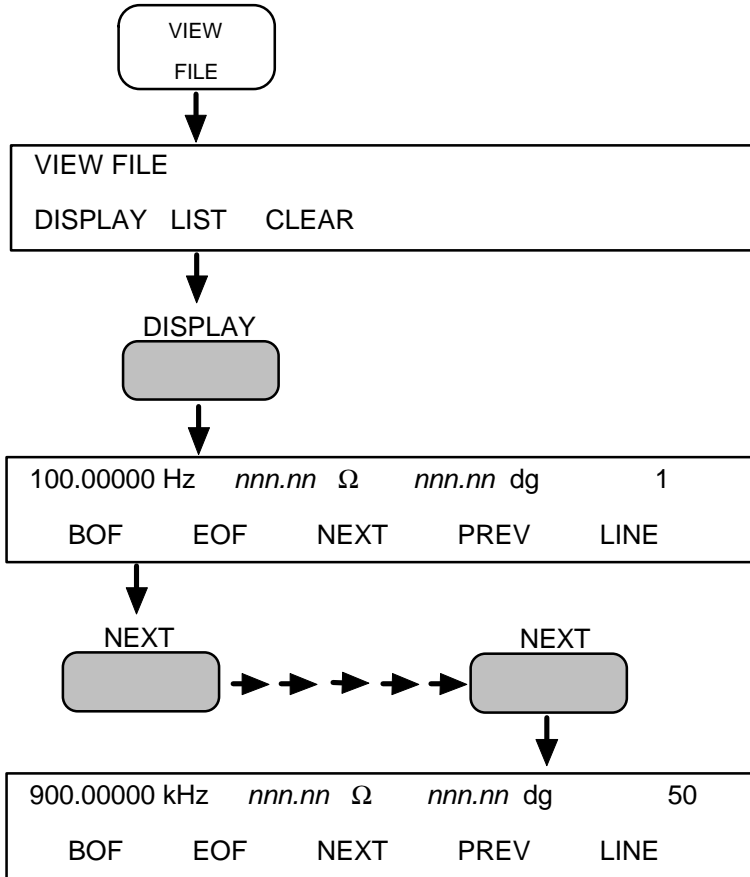 VIEW
FILE
VIEW FILE
DISPLAY LIST CLEAR
DISPLAY
100.00000 Hz nnn.nn Ω nnn.nn dg 1
BOF EOF NEXT PREV LINE
NEXT NEXT
900.00000 kHz nnn.nn Ω nnn.nn dg 50
BOF EOF NEXT PREV LINE